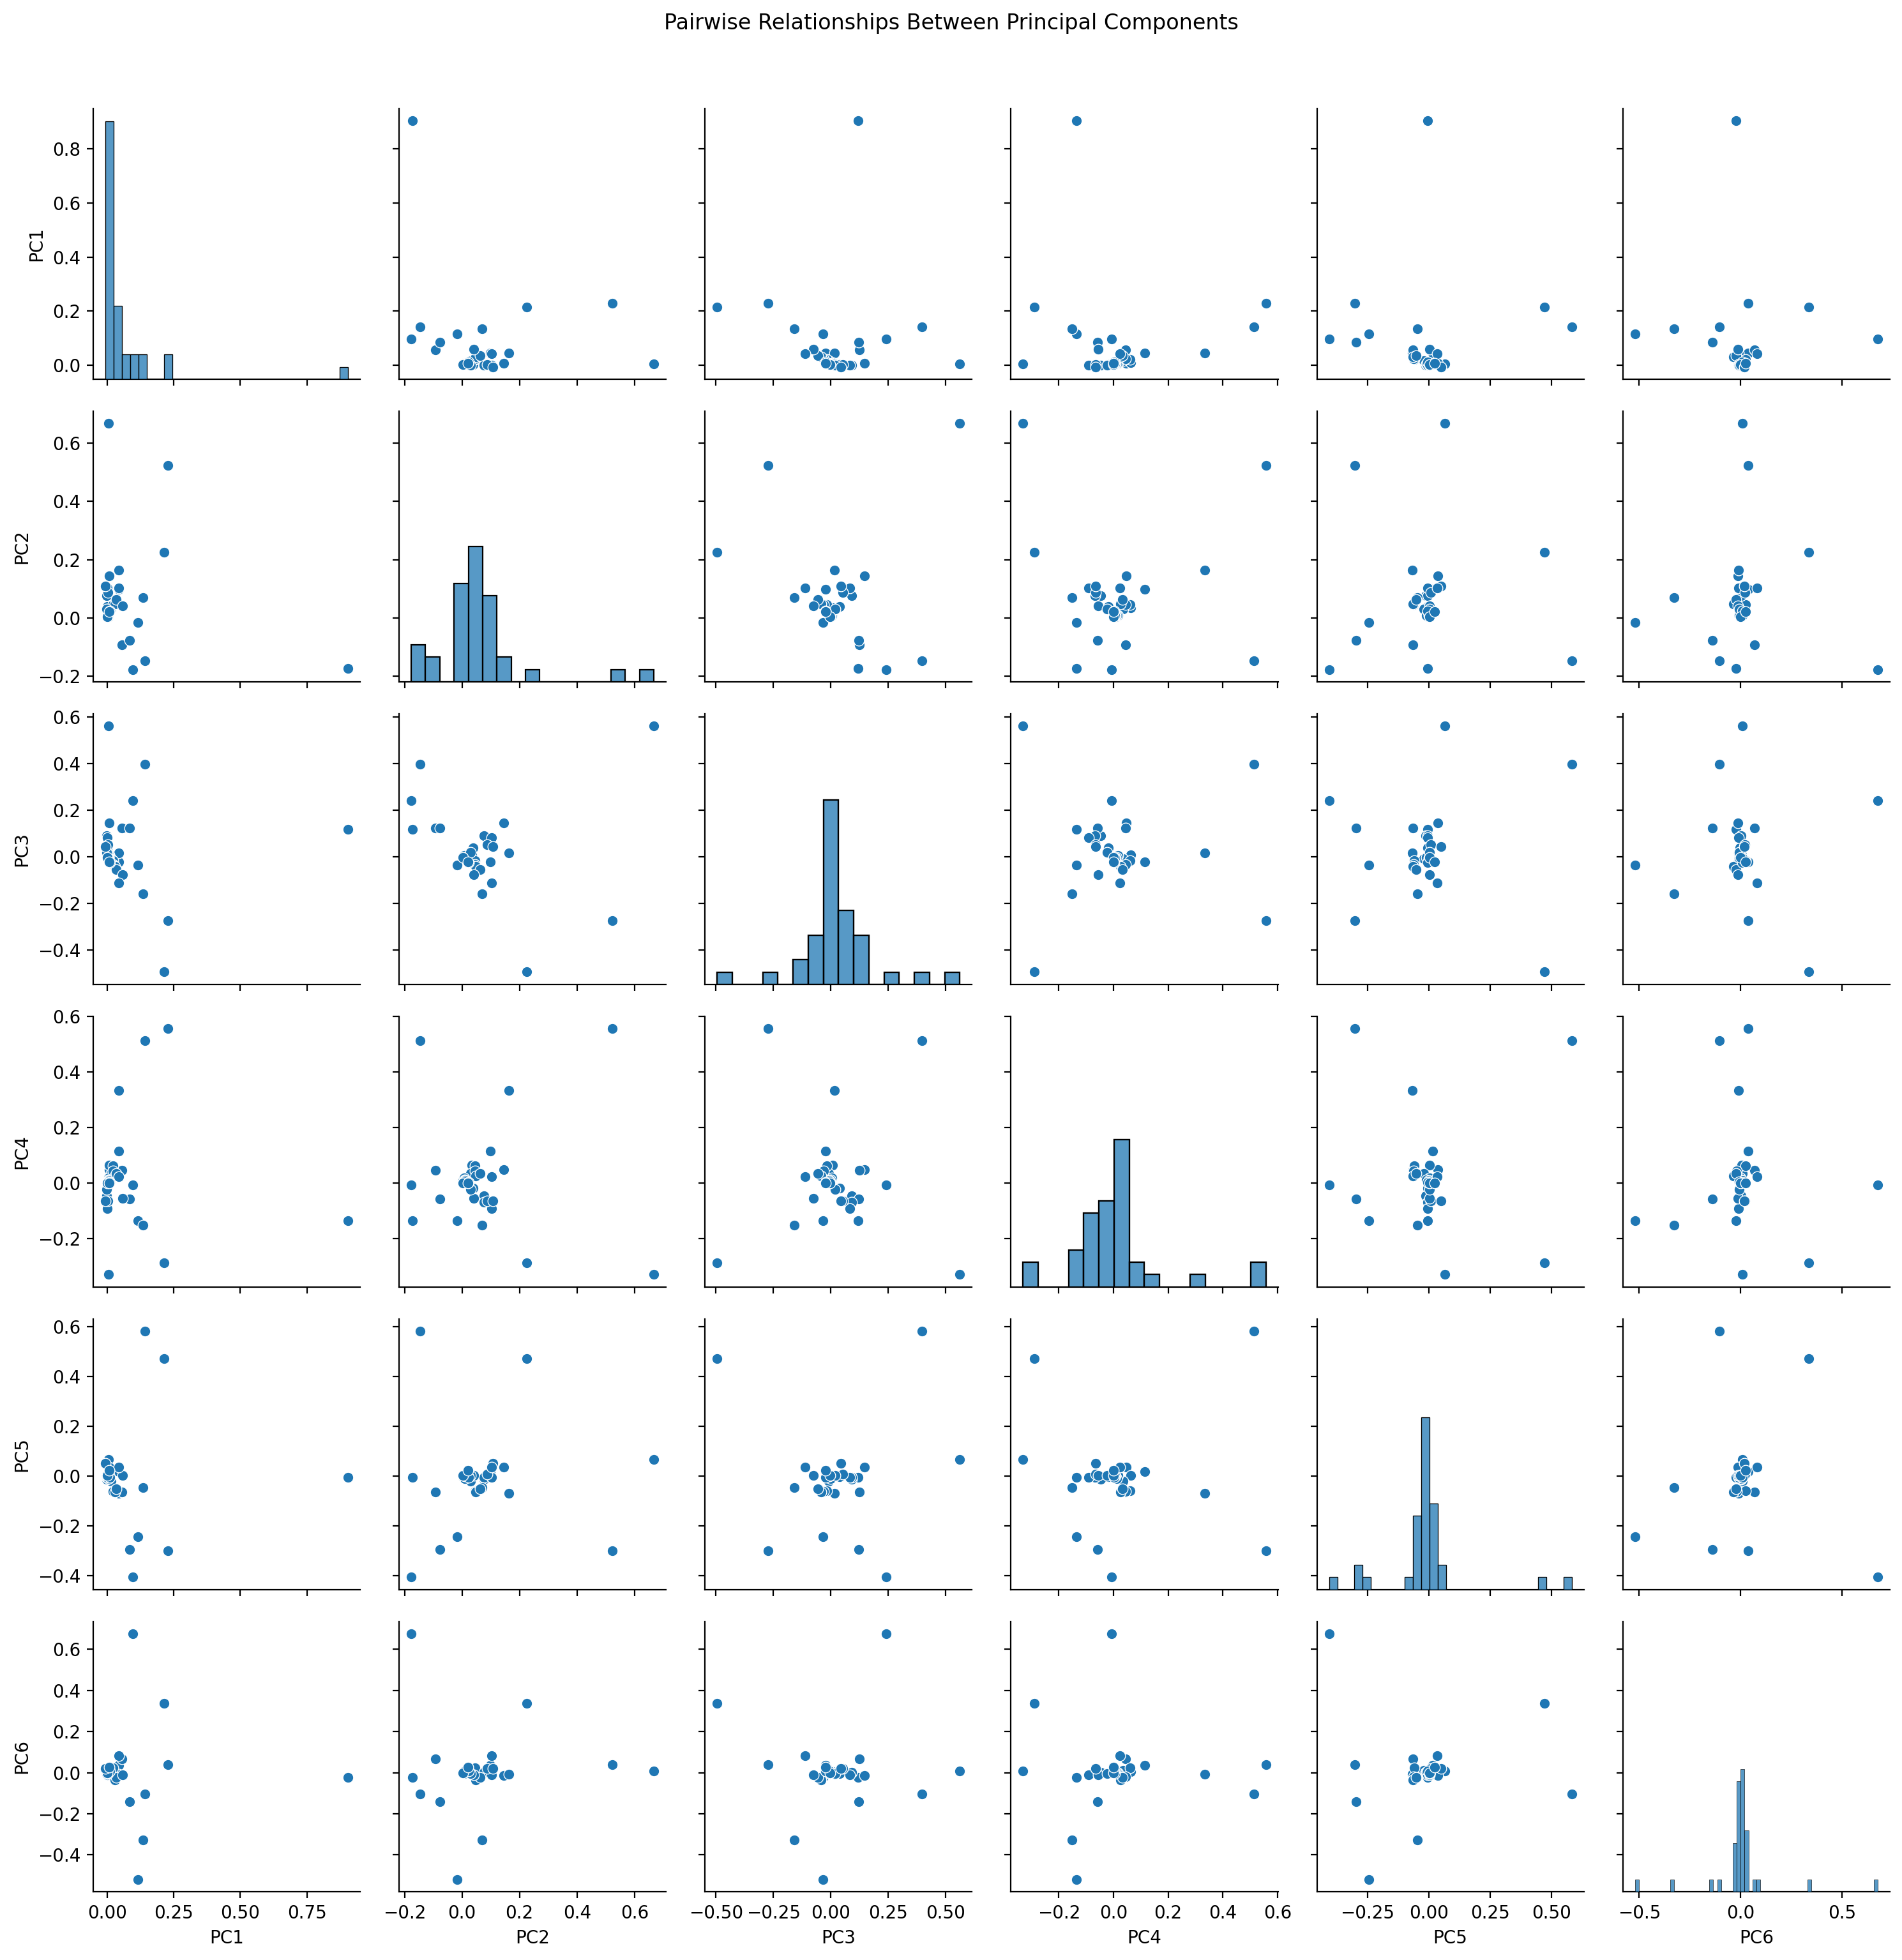 Pairwise Relationships Between Principal Components
0.8
0.6
0.4
0.2
0.0
PC1
0.6
0.4
0.2
0.0
−0.2
PC2
0.6
0.4
0.2
0.0
−0.2
−0.4
PC3
0.6
0.4
0.2
0.0
−0.2
PC4
0.6
0.4
0.2
0.0
−0.2
−0.4
PC5
0.6
0.4
0.2
0.0
−0.2
−0.4
PC6
0.00 0.25 0.50 0.75
−0.2 0.0 0.2 0.4 0.6
−0.50 −0.25 0.00 0.25 0.50
−0.2 0.0 0.2 0.4 0.6
−0.25 0.00 0.25 0.50
−0.5 0.0 0.5
PC1 PC2 PC3 PC4 PC5 PC6